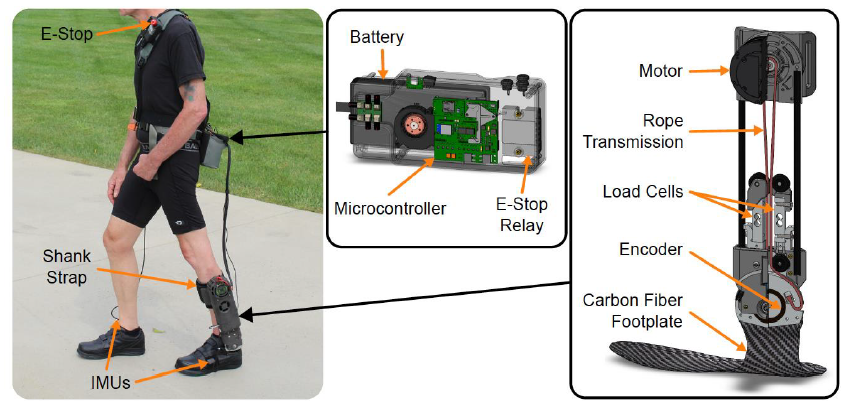 E-Stop
Shank
Strap
IMUs
Battery
Microcontroller
E-Stop
Relay
Motor
Rope
Transmission
Load Cells
Encoder
Carbon Fiber
Footplate